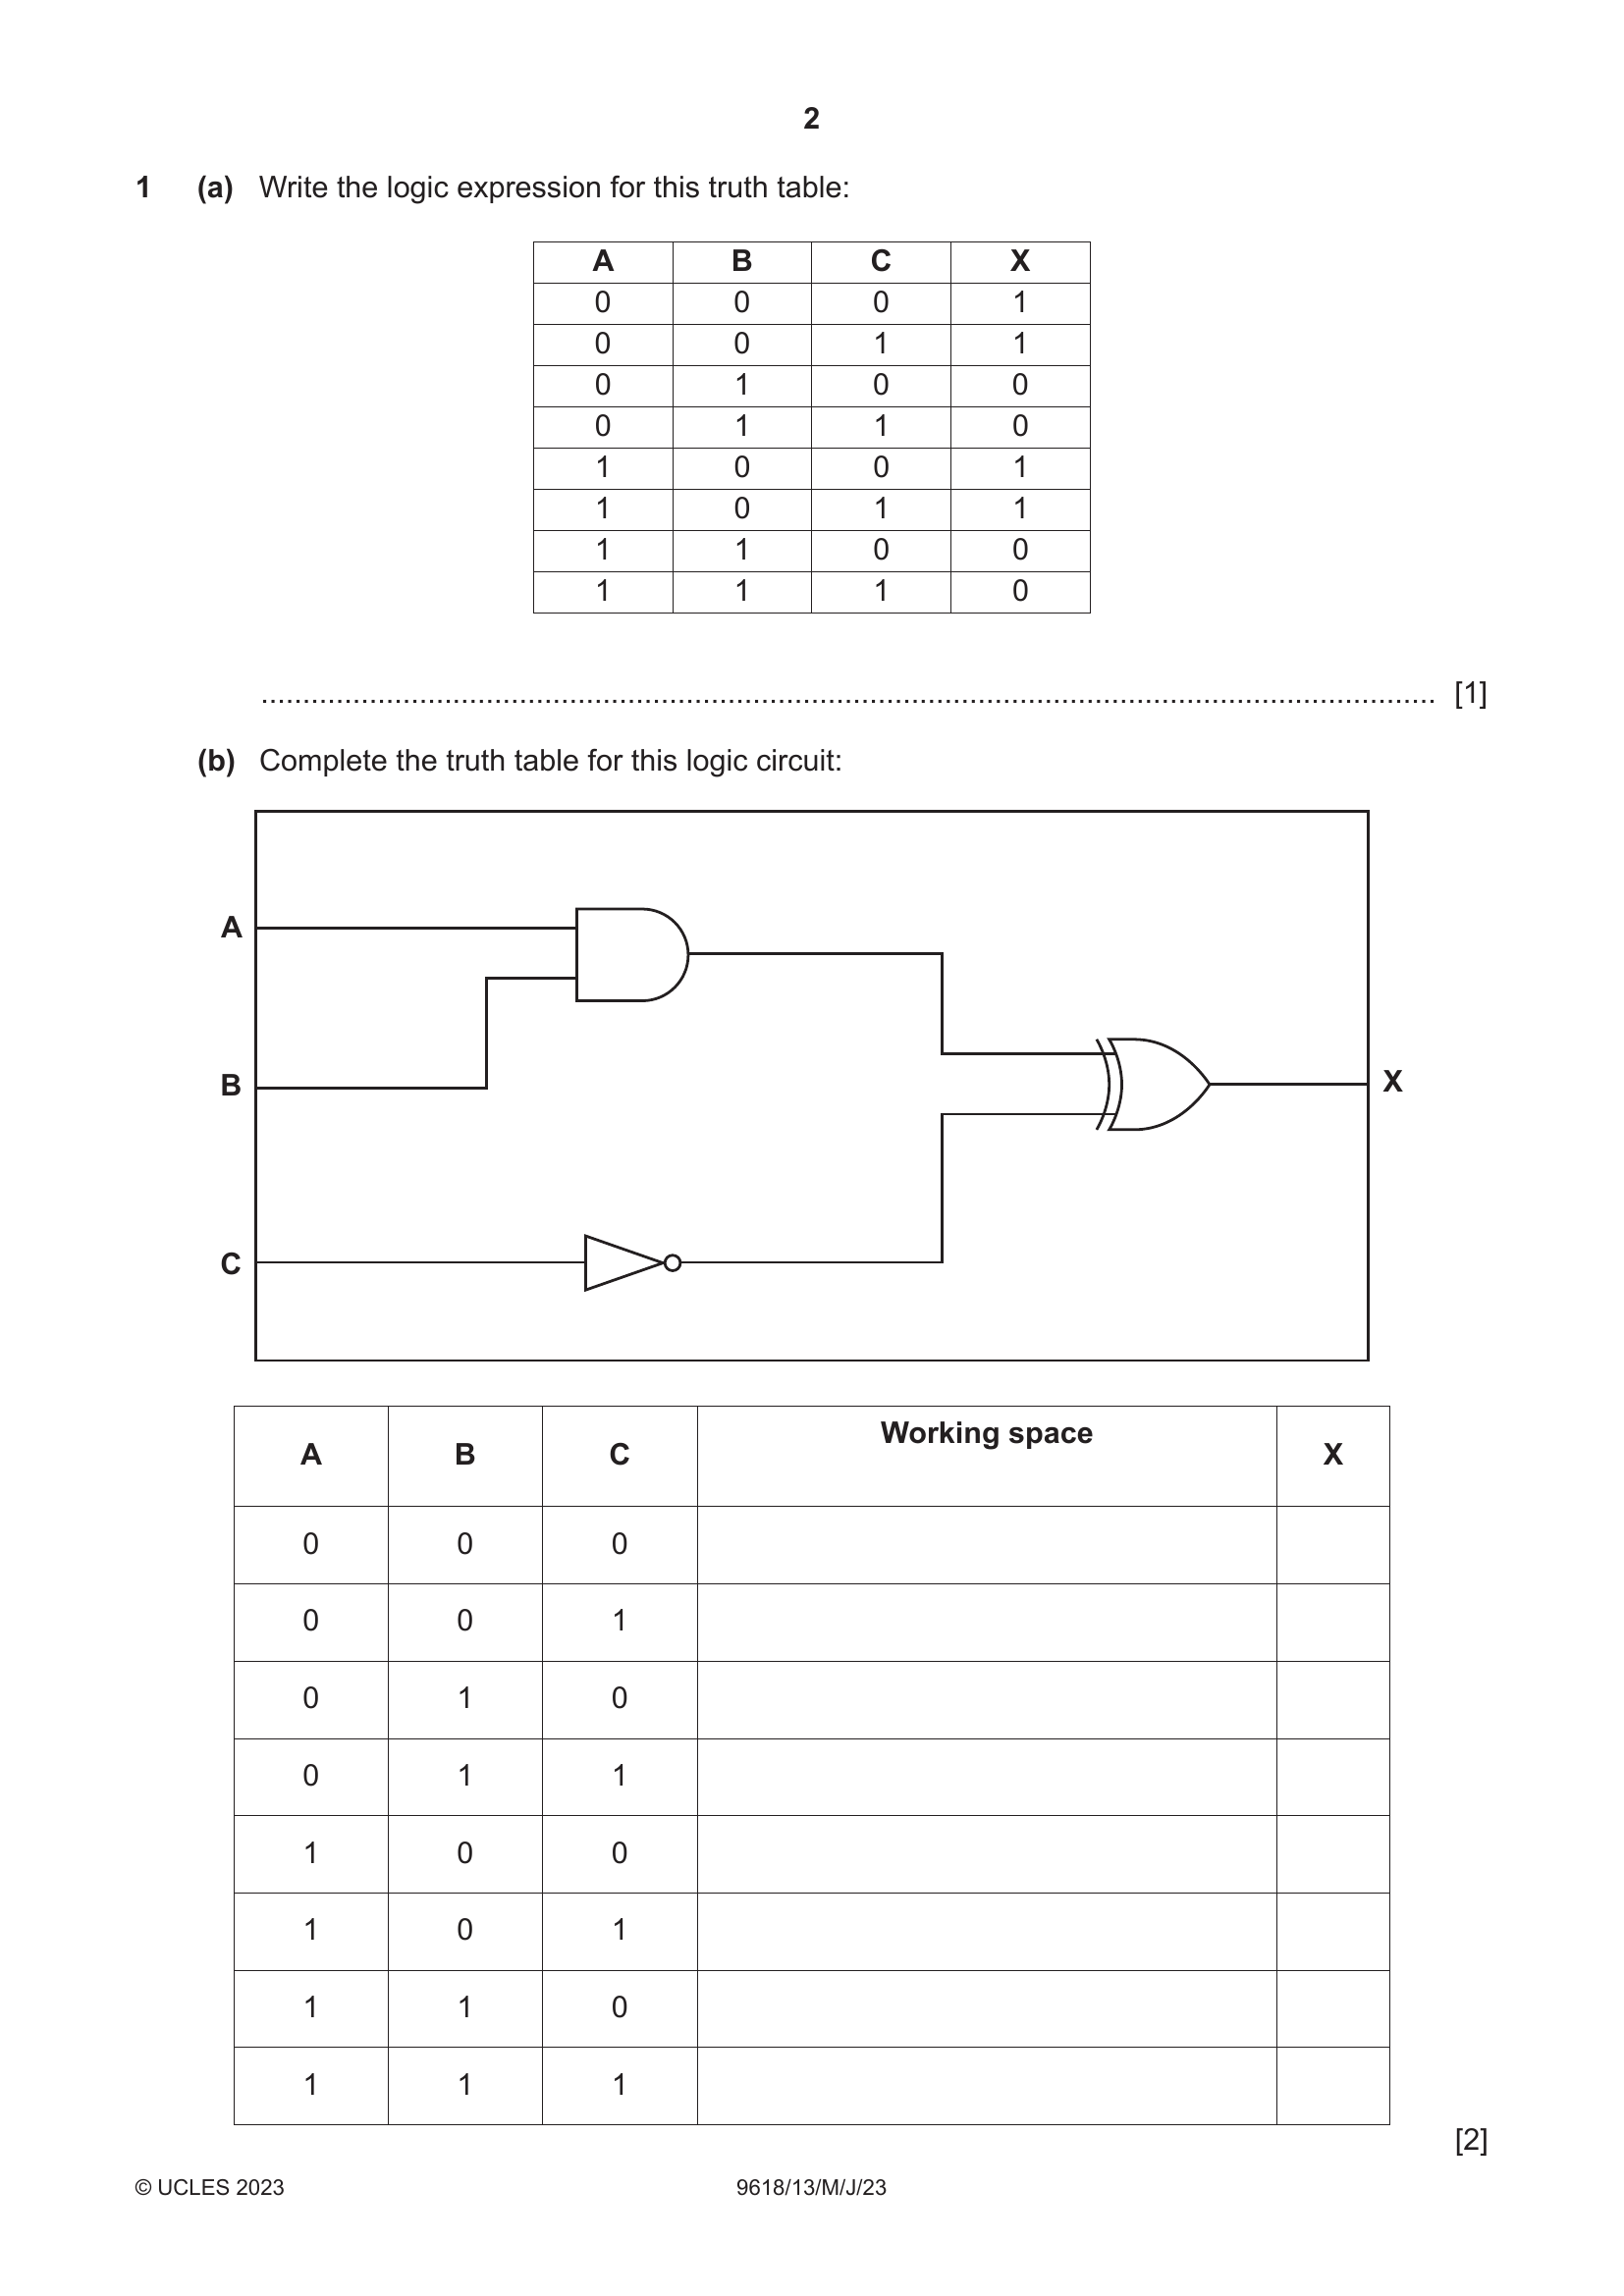 2
1 (a) Write the logic expression for this truth table:
A B C X
0 0 0 1
0 0 1 1
0 1 0 0
0 1 1 0
1 0 0 1
1 0 1 1
1 1 0 0
1 1 1 0
.......................................................................................................................................... [1]
(b) Complete the truth table for this logic circuit:
A
B
X
C
A B C Working space X
0 0 0
0 0 1
0 1 0
0 1 1
1 0 0
1 0 1
1 1 0
1 1 1
[2]
© UCLES 2023 9618/13/M/J/23